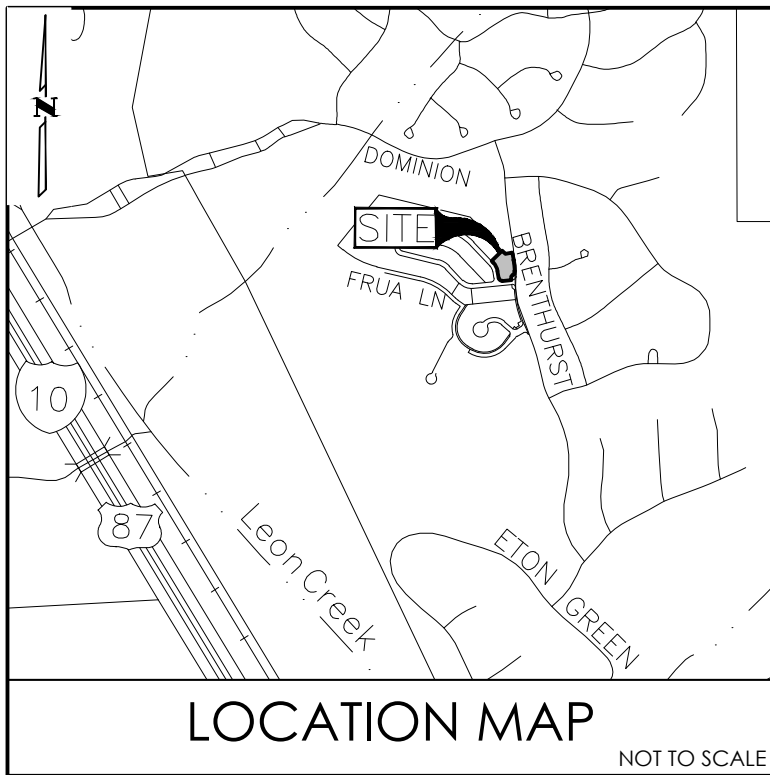 N
DOMINION
SITE
BRENTHURST
FRUA LN
10
87
Leon Creek
ETON GREEN
LOCATION MAP
NOT TO SCALE